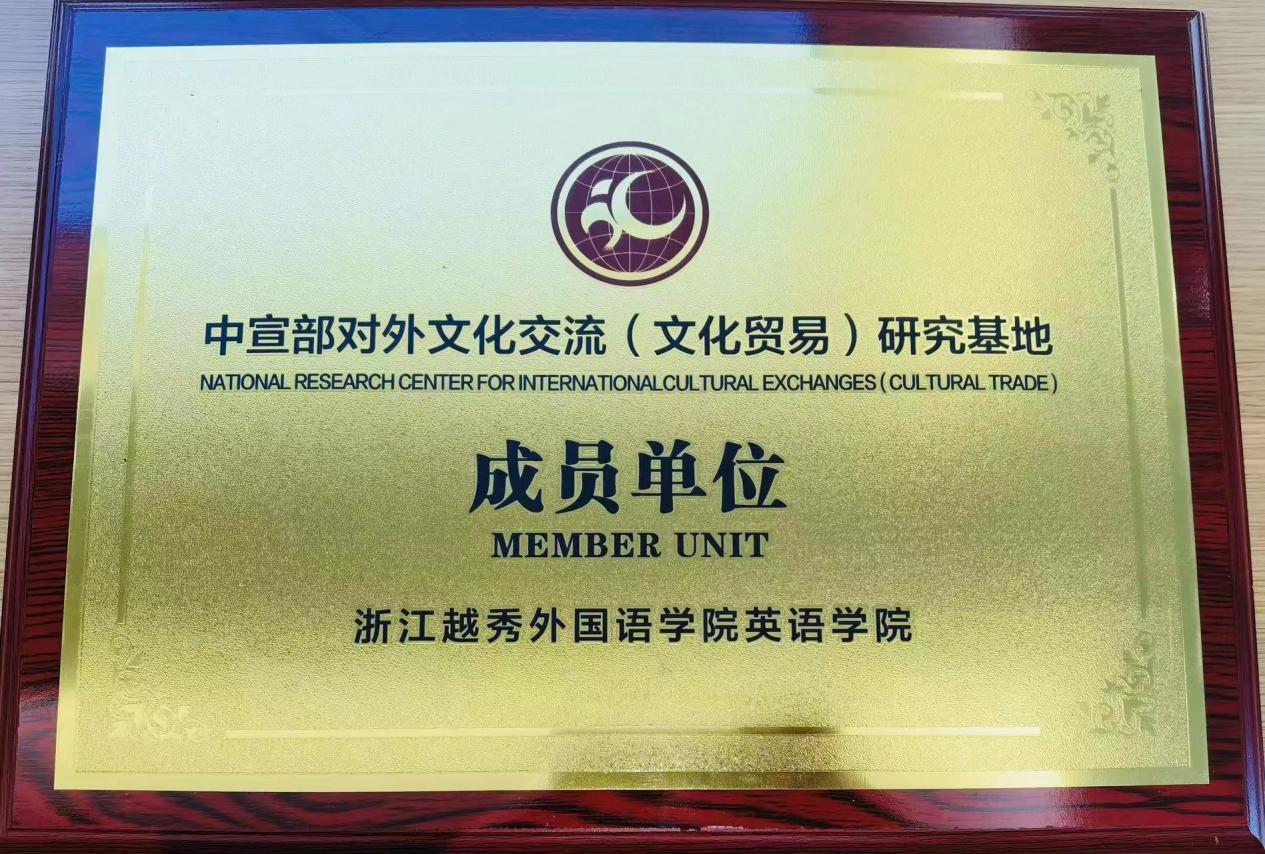 中宣部对外文化交流（文化贸易）研究基地
NATIONAL RESEARCH CENTER FOR INTERNATIONALCULTURAL EXCHANGES (CULTURAL TRADE)
成员单位
MEMBER UNIT
浙江越秀外国语学院英语学院